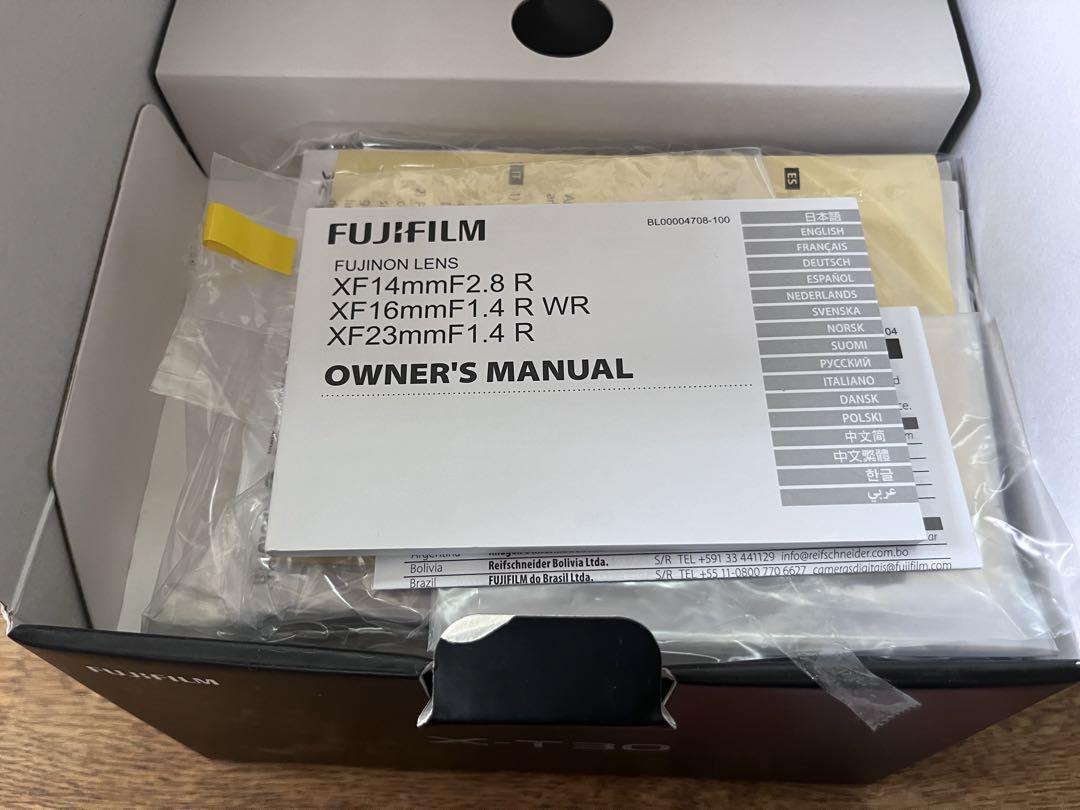 ES
FUJIFILM
BL00004708-100
FUJINON LENS
XF14mmF2.8 R
XF16mmF1.4 R WR
XF23mmF1.4 R
OWNER'S MANUAL
日本語
ENGLISH
FRANÇAIS
DEUTSCH
ESPAÑOL
NEDERLANDS
SVENSKA
NORSK
SUOMI
РУССКИЙ
ITALIANO
DANSK
POLSKI
中文简
中文繁體
한글
عربي
04
Argentina
Bolivia Reifschneider Bolivia Ltda. S/R TEL +591 33 441129 info@reifschneider.com.bo
Brazil FUJIFILM do Brasil Ltda. S/R TEL +55 11-0800 770 6627 camerasdigitais@fujifilm.com
FUJIFILM
X-T30